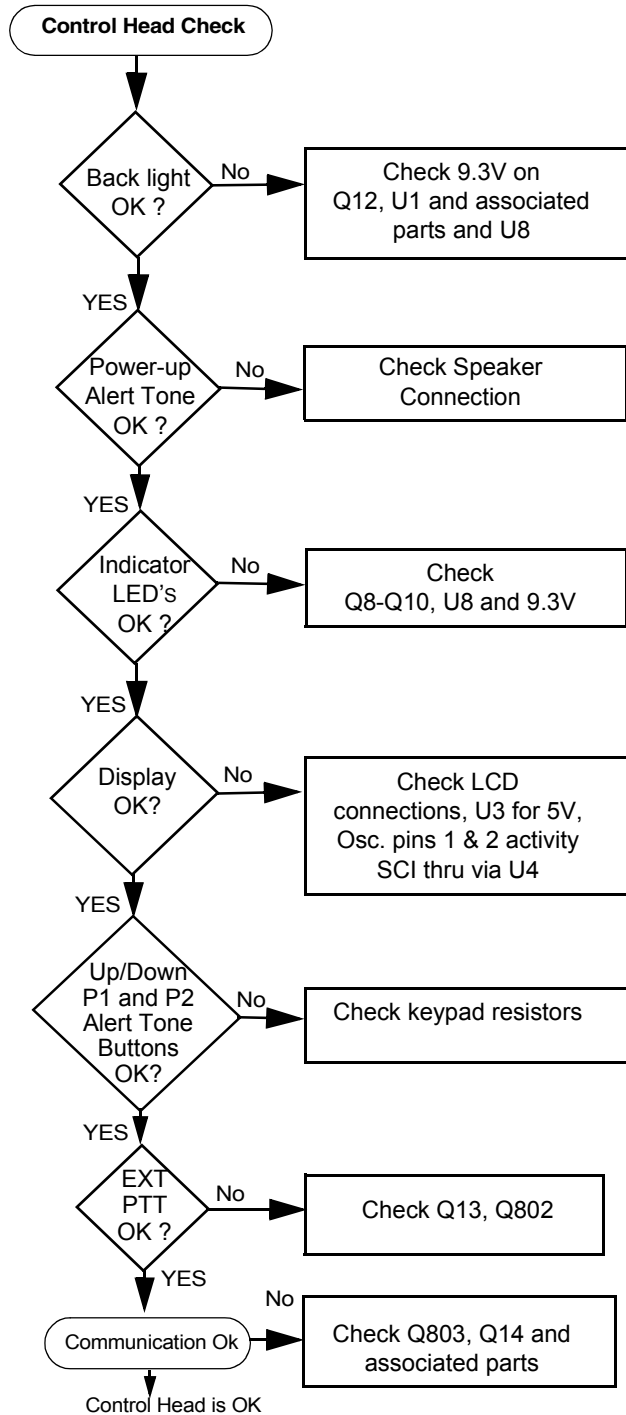 Control Head Check
Back light
OK ?
No
Check 9.3V on
Q12, U1 and associated
parts and U8
YES
Power-up
Alert Tone
OK ?
No
Check Speaker
Connection
YES
Indicator
LED'S
OK ?
No
Check
Q8-Q10, U8 and 9.3V
YES
Display
OK?
No
Check LCD
connections, U3 for 5V,
Osc. pins 1 & 2 activity
SCI thru via U4
YES
Up/Down
P1 and P2
Alert Tone
Buttons
OK?
No
Check keypad resistors
YES
EXT
PTT
OK ?
No
Check Q13, Q802
YES
Communication Ok
No
Check Q803, Q14 and
associated parts
Control Head is OK